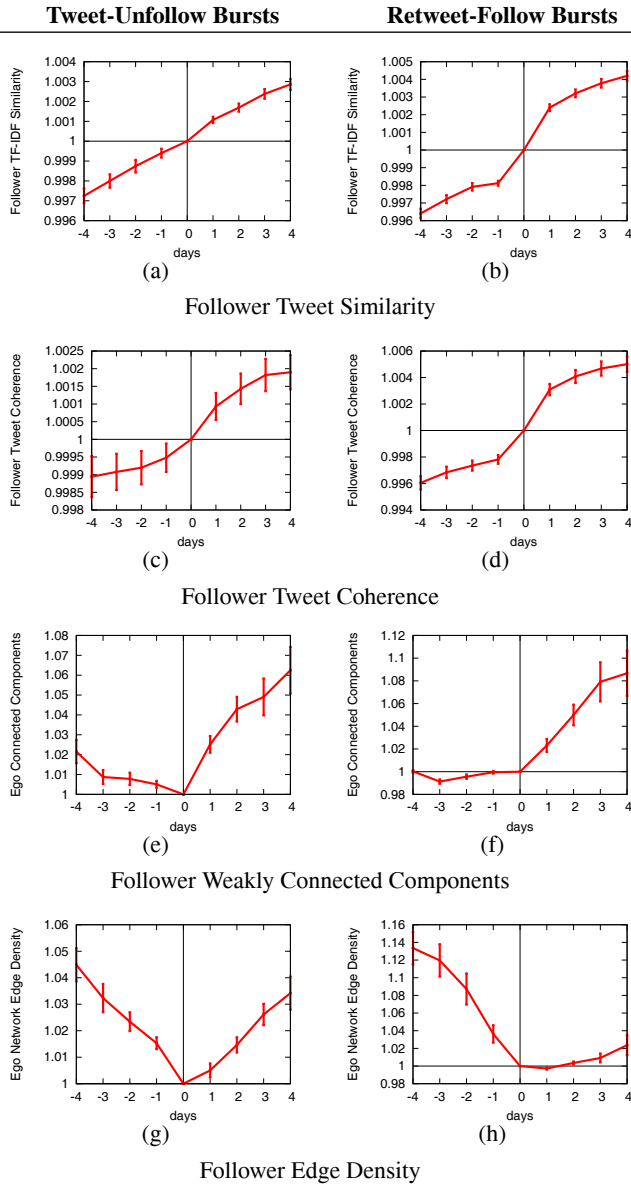 Tweet-Unfollow Bursts Retweet-Follow Bursts
Follower TF-IDF Similarity
1.004
1.003
1.002
1.001
1
0.999
0.998
0.997
0.996
-4 -3 -2 -1 0 1 2 3 4
days
(a)
Follower TF-IDF Similarity
1.005
1.004
1.003
1.002
1.001
1
0.999
0.998
0.997
0.996
-4 -3 -2 -1 0 1 2 3 4
days
(b)
Follower Tweet Similarity
Follower Tweet Coherence
1.0025
1.002
1.0015
1.001
1.0005
1
0.9995
0.999
0.9985
0.998
-4 -3 -2 -1 0 1 2 3 4
days
(c)
Follower Tweet Coherence
1.006
1.004
1.002
1
0.998
0.996
0.994
-4 -3 -2 -1 0 1 2 3 4
days
(d)
Follower Tweet Coherence
Ego Connected Components
1.08
1.07
1.06
1.05
1.04
1.03
1.02
1.01
1
-4 -3 -2 -1 0 1 2 3 4
days
(e)
Ego Connected Components
1.12
1.1
1.08
1.06
1.04
1.02
1
0.98
-4 -3 -2 -1 0 1 2 3 4
days
(f)
Follower Weakly Connected Components
Ego Network Edge Density
1.06
1.05
1.04
1.03
1.02
1.01
1
-4 -3 -2 -1 0 1 2 3 4
days
(g)
Ego Network Edge Density
1.16
1.14
1.12
1.1
1.08
1.06
1.04
1.02
1
0.98
-4 -3 -2 -1 0 1 2 3 4
days
(h)
Follower Edge Density